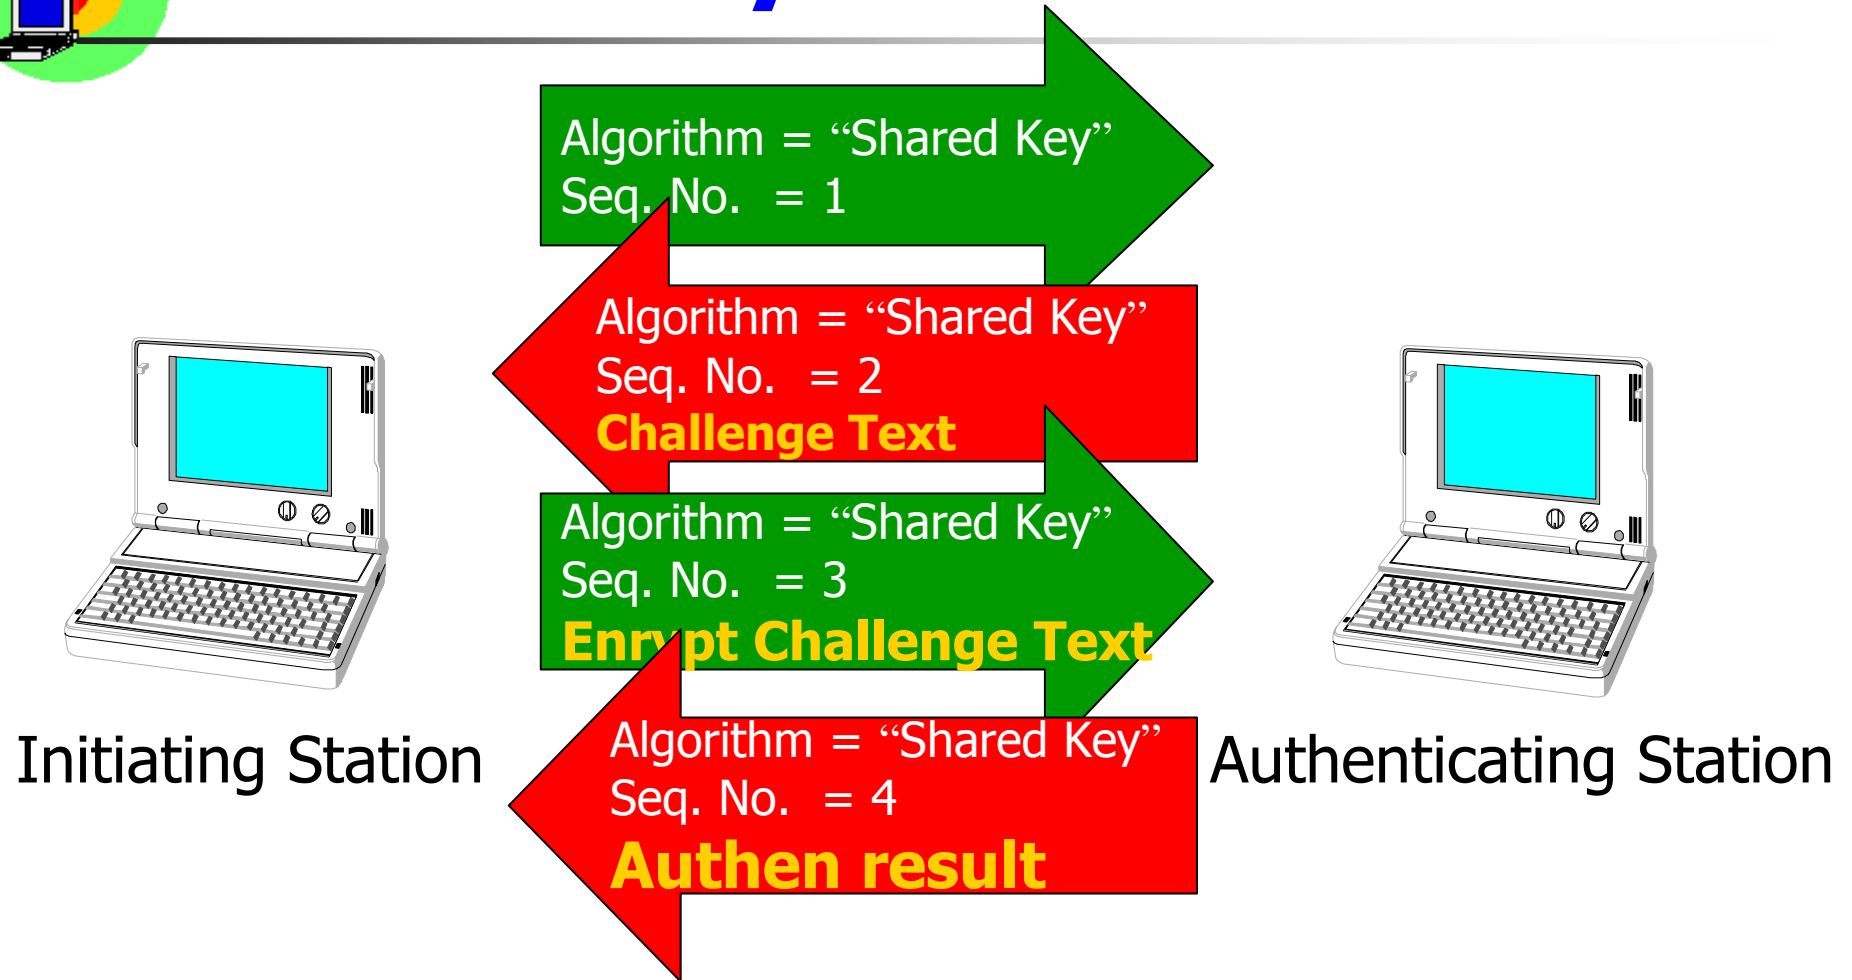 Algorithm = “Shared Key”
Seq. No. = 1
Algorithm = “Shared Key”
Seq. No. = 2
Challenge Text
Algorithm = “Shared Key”
Seq. No. = 3
Enrypt Challenge Text
Algorithm = “Shared Key”
Seq. No. = 4
Authen result
Initiating Station
Authenticating Station